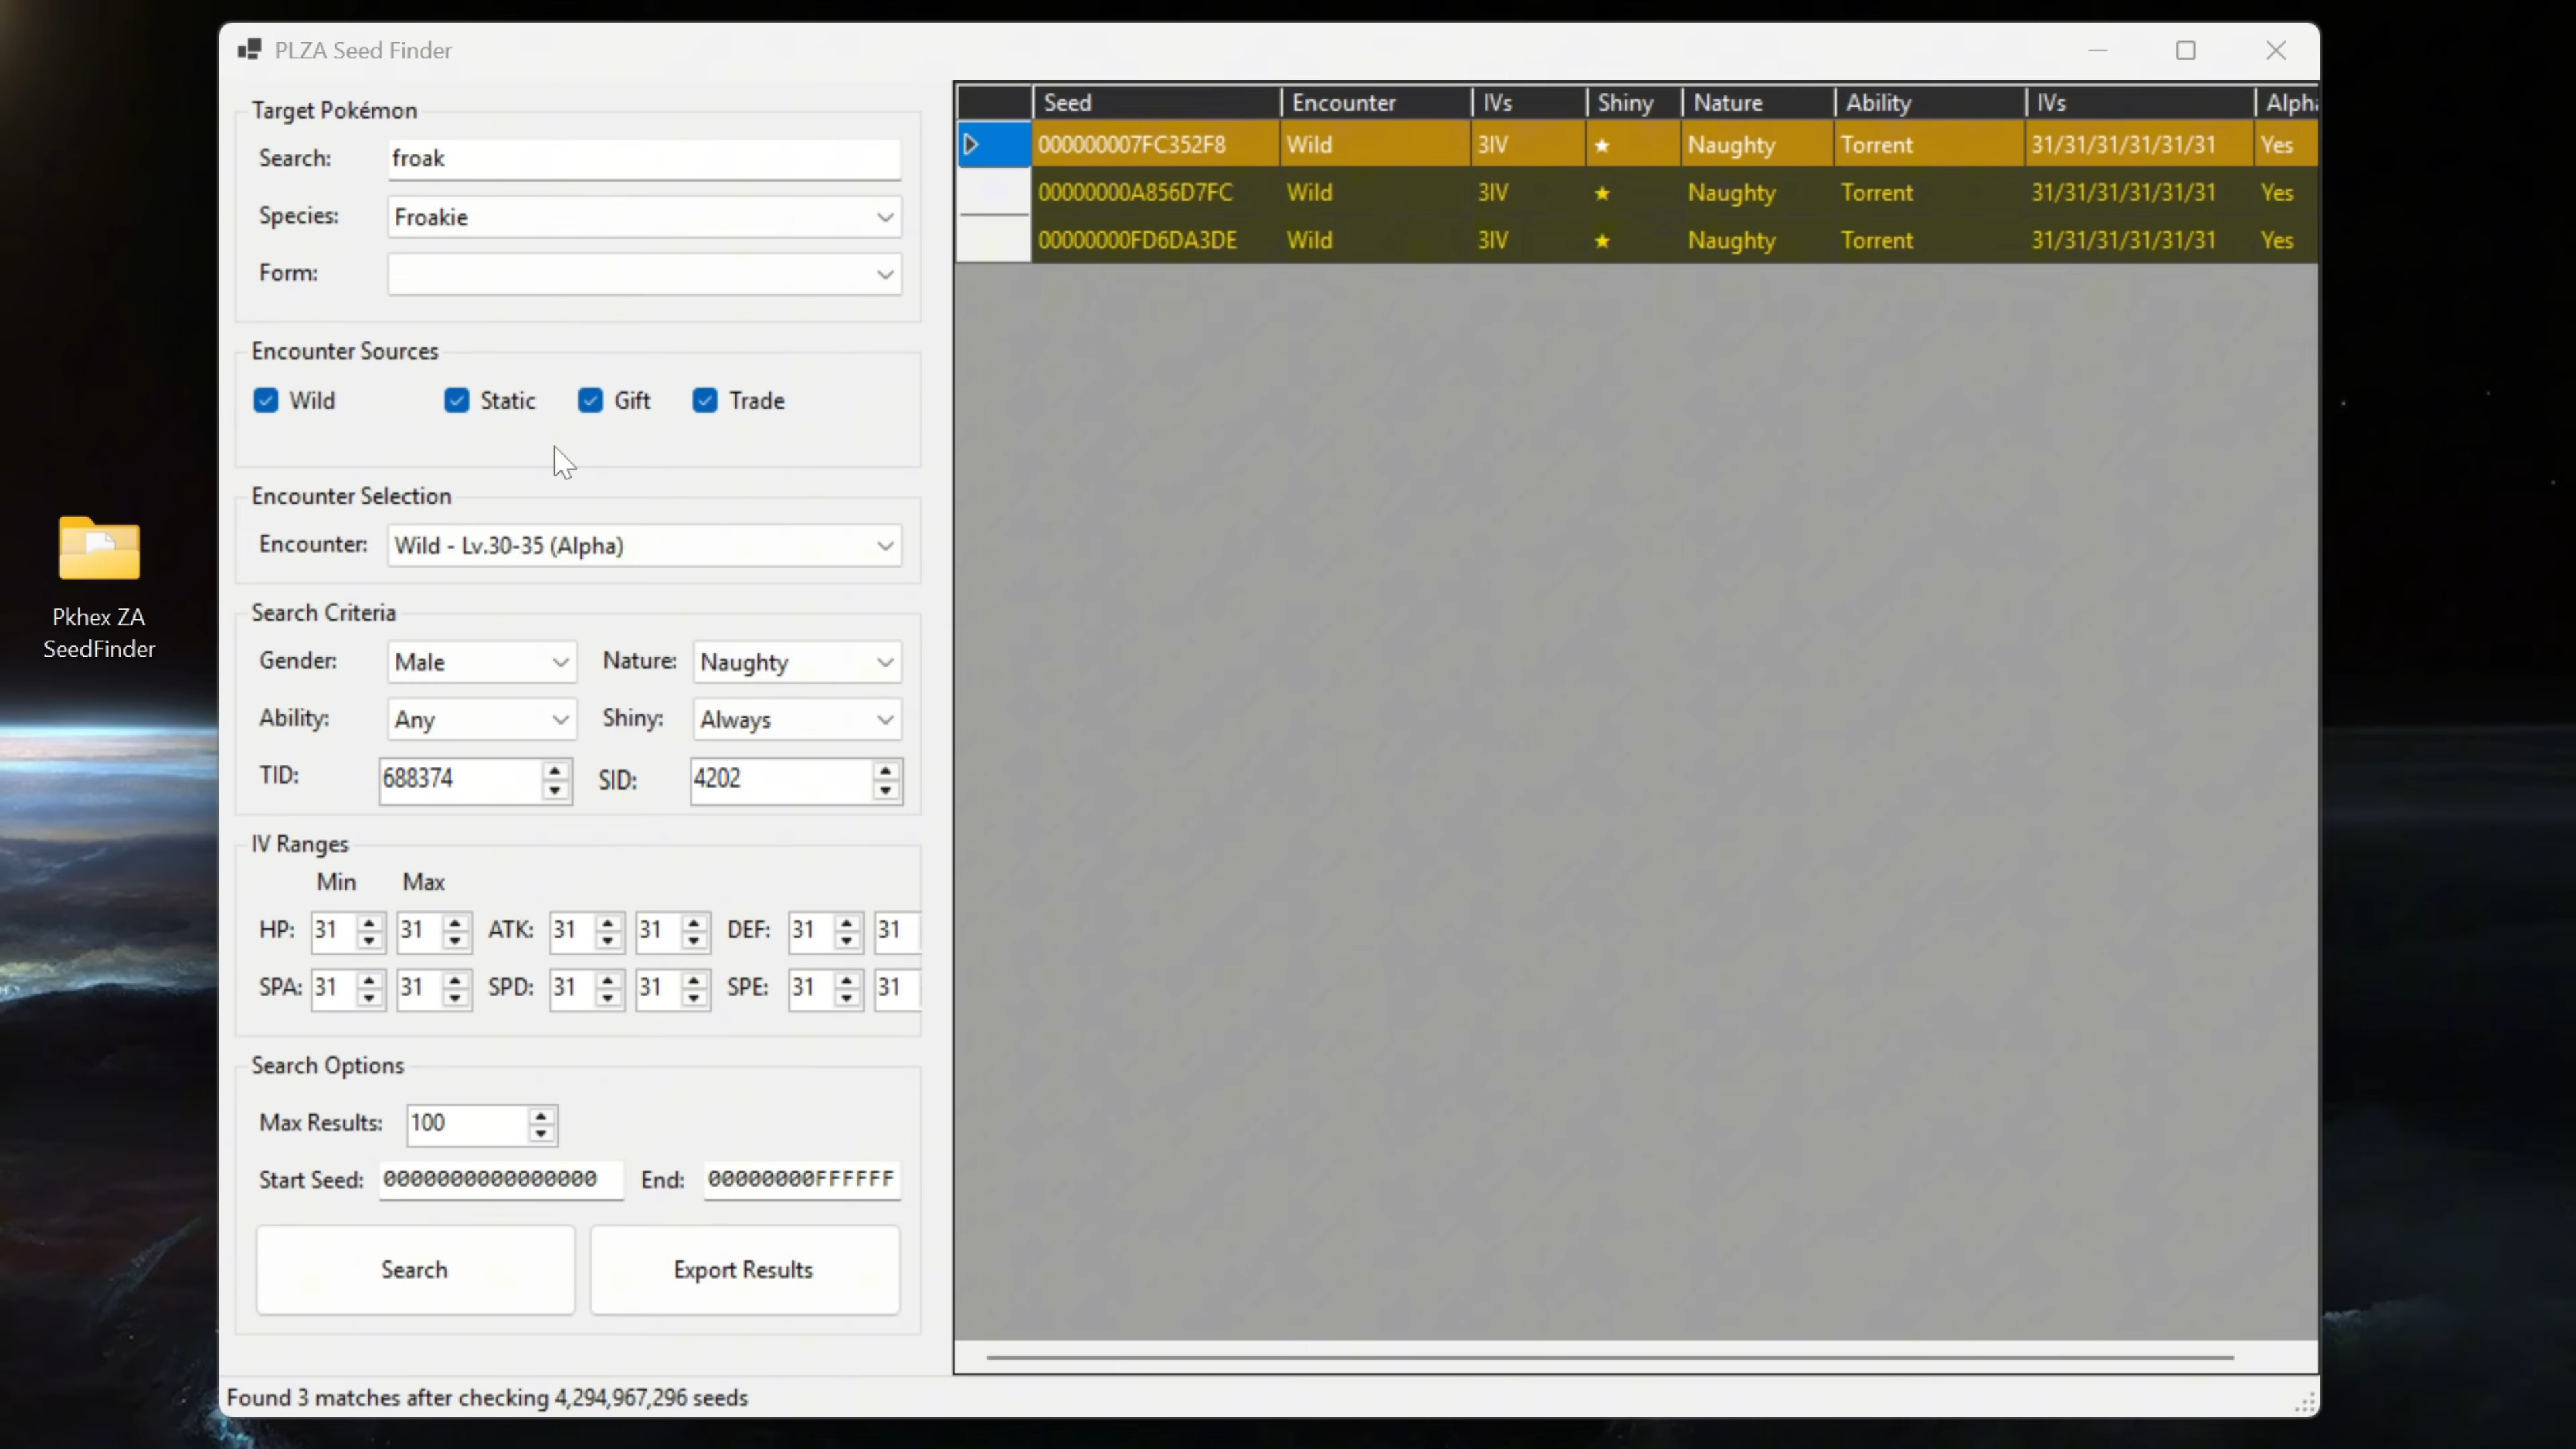 PLZA Seed Finder
Target Pokémon
Search: froak
Species: Froakie
Form:
Encounter Sources
Wild Static Gift Trade
Encounter Selection
Encounter: Wild - Lv.30-35 (Alpha)
Search Criteria
Gender: Male Nature: Naughty
Ability: Any Shiny: Always
TID: 688374 SID: 4202
IV Ranges
Min Max
HP: 31 31 ATK: 31 31 DEF: 31 31
SPA: 31 31 SPD: 31 31 SPE: 31 31
Search Options
Max Results: 100
Start Seed: 0000000000000000 End: 00000000FFFFFF
Search Export Results
Found 3 matches after checking 4,294,967,296 seeds
Seed Encounter IVs Shiny Nature Ability IVs Alpha
000000007FC352F8 Wild 3IV ★ Naughty Torrent 31/31/31/31/31/31 Yes
00000000A856D7FC Wild 3IV ★ Naughty Torrent 31/31/31/31/31/31 Yes
00000000FD6DA3DE Wild 3IV ★ Naughty Torrent 31/31/31/31/31/31 Yes
Pkhex ZA
SeedFinder